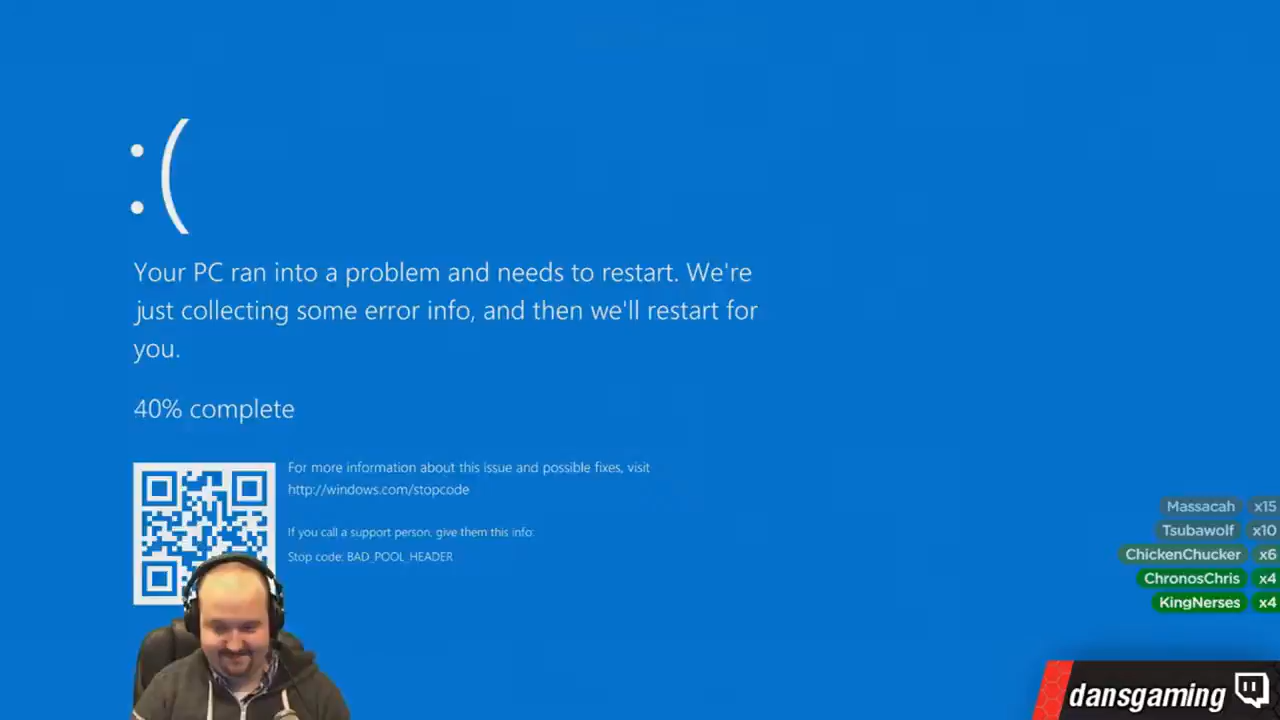 :(
Your PC ran into a problem and needs to restart. We're
just collecting some error info, and then we'll restart for
you.
40% complete
For more information about this issue and possible fixes, visit
http://windows.com/stopcode
If you call a support person, give them this info:
Stop code: BAD_POOL_HEADER
Massacah x15
Tsubawolf x10
ChickenChucker x6
ChronosChris x4
KingNerses x4
dansgaming